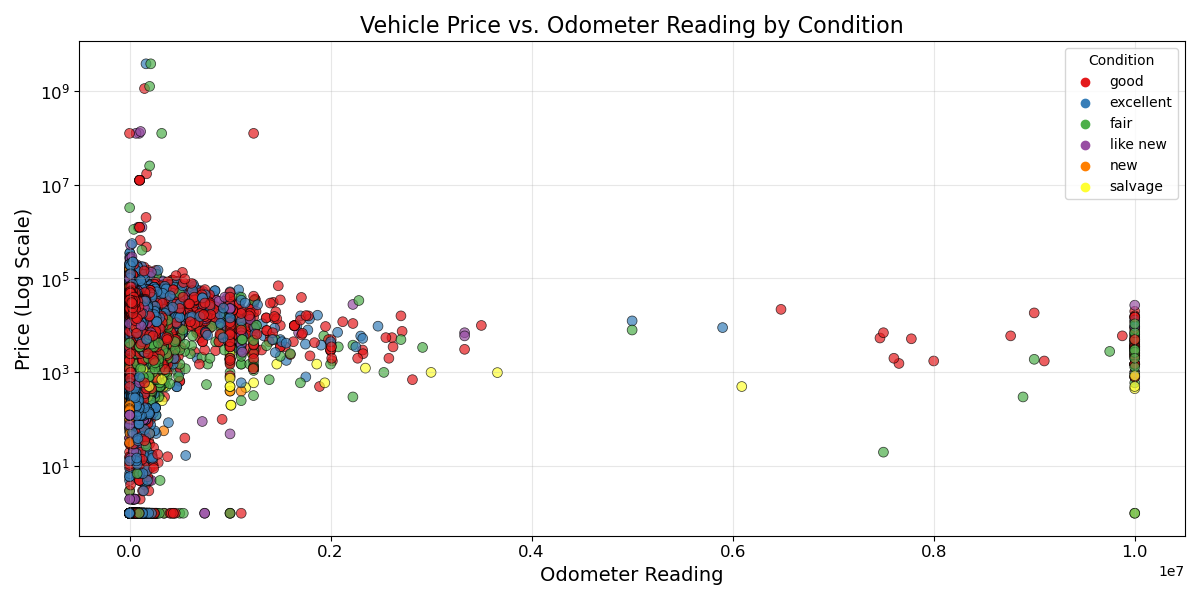 Vehicle Price vs. Odometer Reading by Condition
Price (Log Scale)
10^9
10^7
10^5
10^3
10^1
Condition
good
excellent
fair
like new
new
salvage
0.0 0.2 0.4 0.6 0.8 1.0
1e7
Odometer Reading